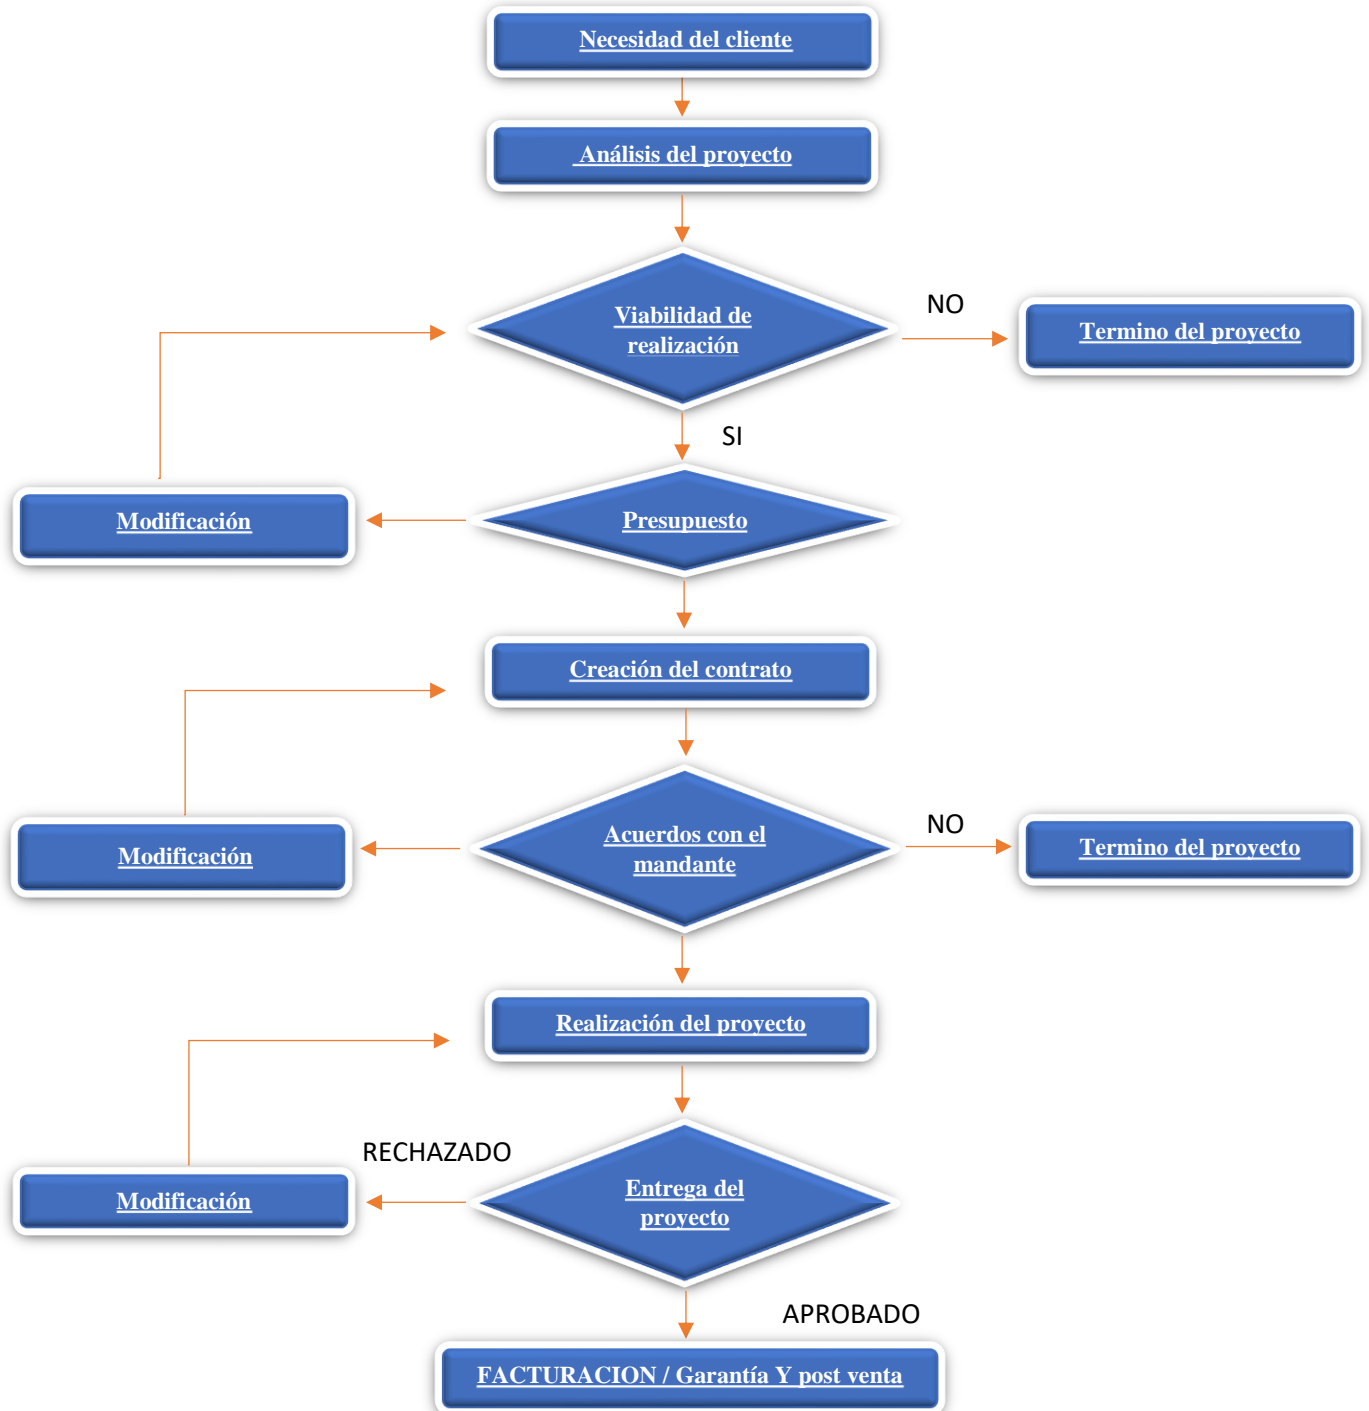 Necesidad del cliente
Análisis del proyecto
Viabilidad de
realización
NO
Termino del proyecto
SI
Modificación
Presupuesto
Creación del contrato
Modificación
Acuerdos con el
mandante
NO
Termino del proyecto
Realización del proyecto
RECHAZADO
Modificación
Entrega del
proyecto
APROBADO
FACTURACION / Garantía Y post venta